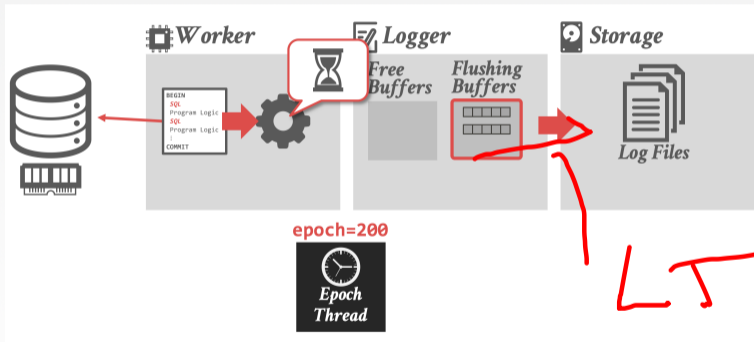 Worker
Logger
Storage
Free
Buffers
Flushing
Buffers
BEGIN
SQL
Program Logic
SQL
Program Logic
⋮
COMMIT
Log Files
epoch=200
Epoch
Thread
LT